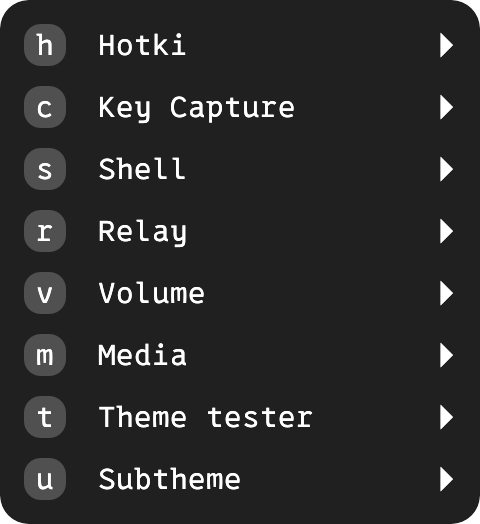 h Hotki
c Key Capture
s Shell
r Relay
v Volume
m Media
t Theme tester
u Subtheme